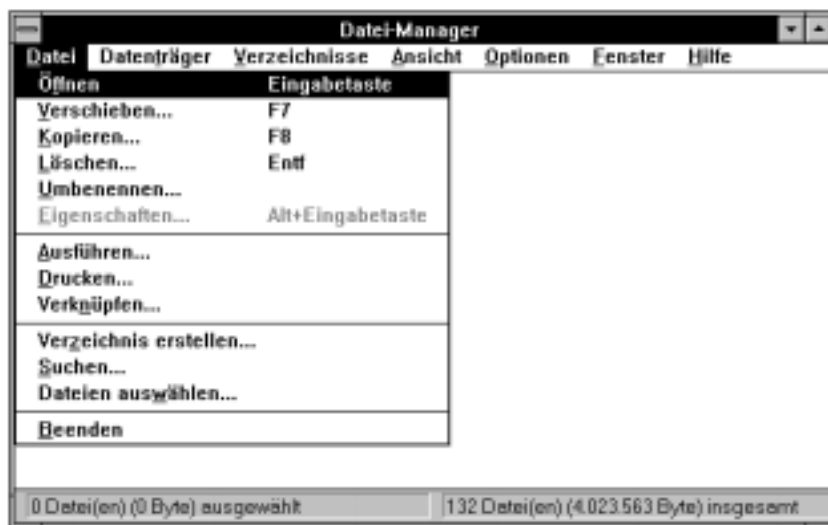 Datei-Manager
Datei Datenträger Verzeichnisse Ansicht Optionen Fenster Hilfe
Öffnen Eingabetaste
Verschieben... F7
Kopieren... F8
Löschen... Entf
Umbenennen...
Eigenschaften... Alt+Eingabetaste
Ausführen...
Drucken...
Verknüpfen...
Verzeichnis erstellen...
Suchen...
Dateien auswählen...
Beenden
0 Datei(en) (0 Byte) ausgewählt 132 Datei(en) (4.023.563 Byte) insgesamt